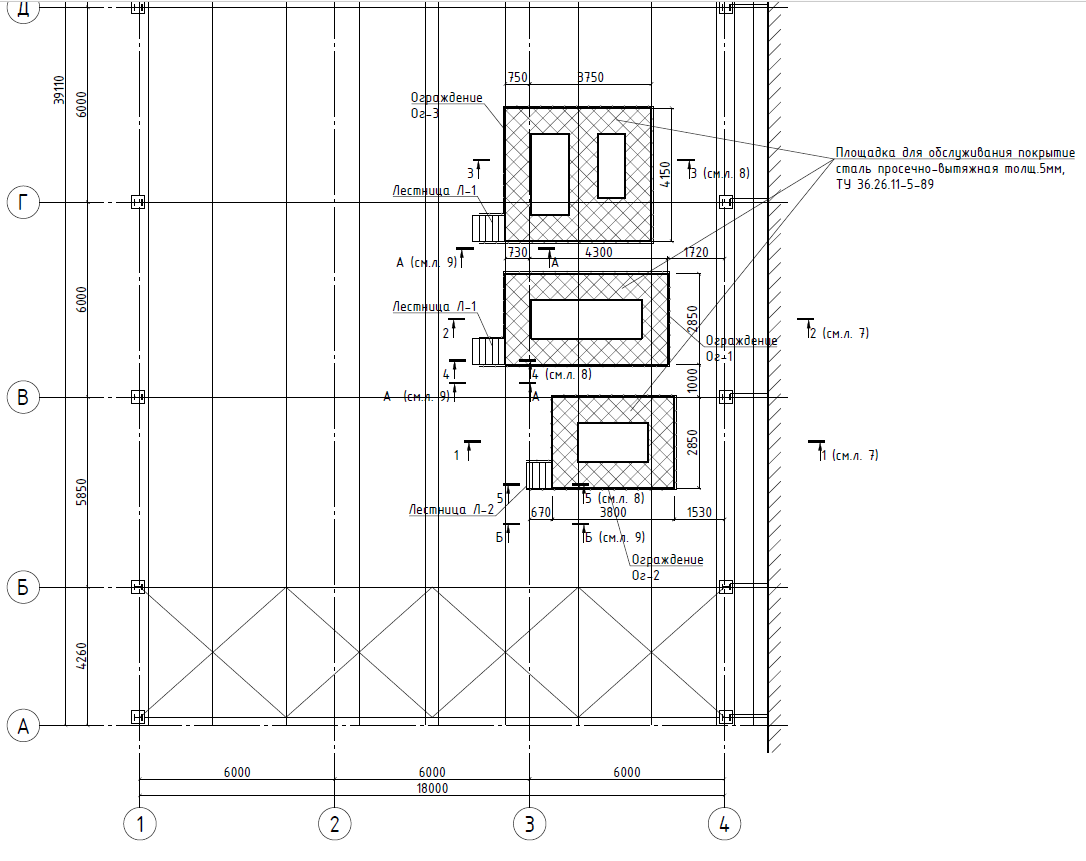 Д
39110
6000
750
3750
Ограждение
Ог-3
3
3 (см.л. 8)
4150
Площадка для обслуживания покрытие
сталь просечно-вытяжная толщ.5мм,
ТУ 36.26.11-5-89
Лестница Л-1
Г
730
4300
1720
А (см.л. 9)
А
6000
Лестница Л-1
2850
2
2 (см.л. 7)
Ограждение
Ог-1
4
4 (см.л. 8)
1000
А (см.л. 9)
А
В
2850
1
1 (см.л. 7)
5850
5
5 (см.л. 8)
Лестница Л-2
670
3800
1530
Б
Б (см.л. 9)
Ограждение
Ог-2
Б
4260
А
6000
6000
6000
18000
1
2
3
4